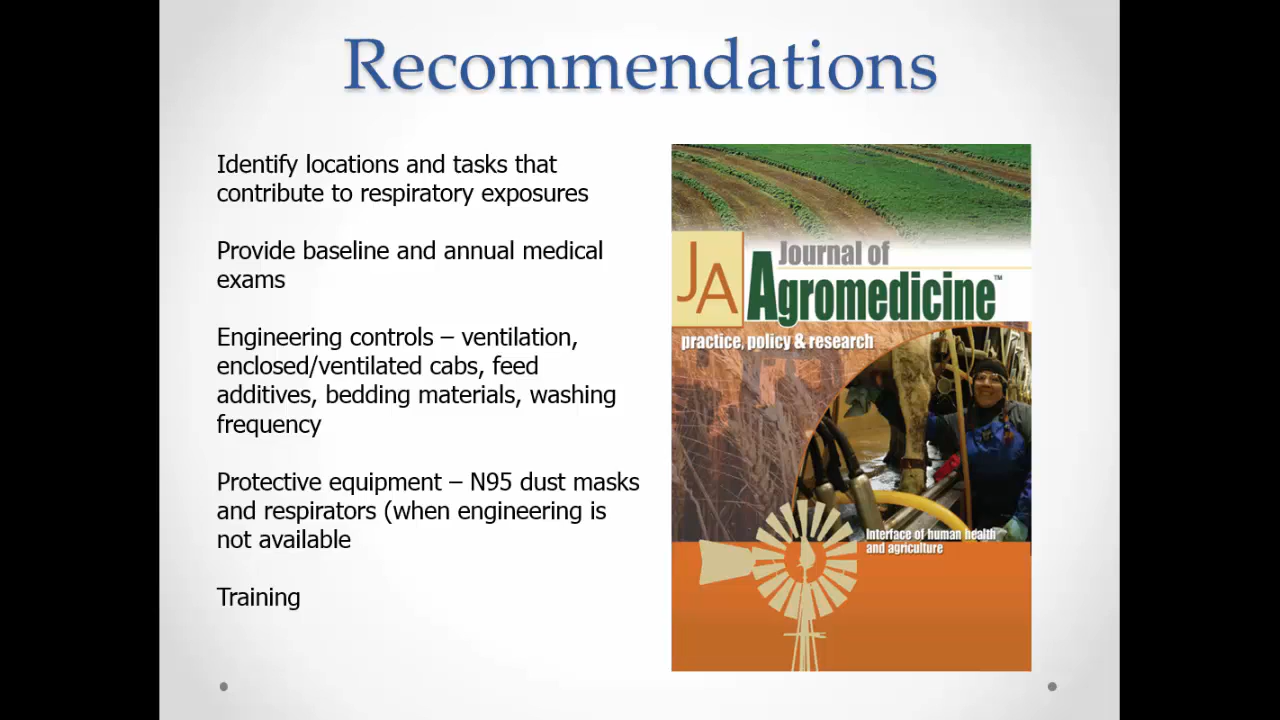 Recommendations
Identify locations and tasks that
contribute to respiratory exposures
Provide baseline and annual medical
exams
Engineering controls – ventilation,
enclosed/ventilated cabs, feed
additives, bedding materials, washing
frequency
Protective equipment – N95 dust masks
and respirators (when engineering is
not available
Training
JA
Journal of
Agromedicine™
practice, policy & research
Interface of human health
and agriculture